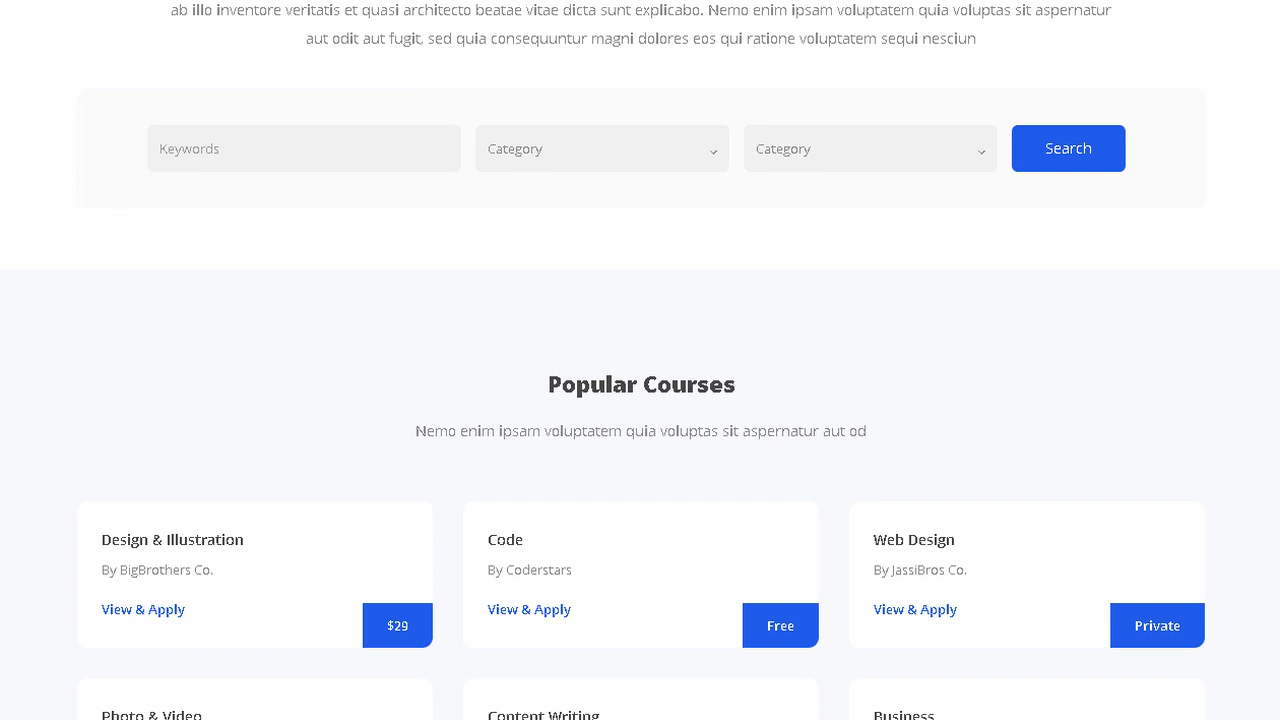 ab illo inventore veritatis et quasi architecto beatae vitae dicta sunt explicabo. Nemo enim ipsam voluptatem quia voluptas sit aspernatur
aut odit aut fugit, sed quia consequuntur magni dolores eos qui ratione voluptatem sequi nesciun
Keywords
Category
Category
Search
Popular Courses
Nemo enim ipsam voluptatem quia voluptas sit aspernatur aut od
Design & Illustration
By BigBrothers Co.
View & Apply
$29
Code
By Coderstars
View & Apply
Free
Web Design
By JassiBros Co.
View & Apply
Private
Photo & Video
Content Writing
Business